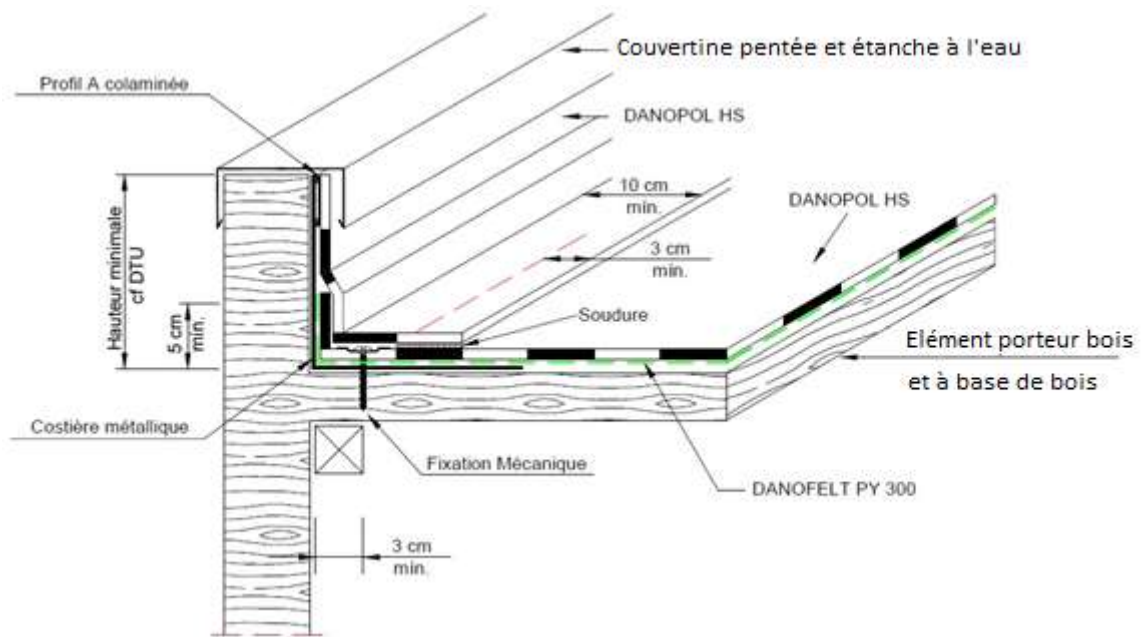 Couvertine pentée et étanche à l'eau
Profil A colaminée
DANOPOL HS
10 cm
min.
DANOPOL HS
3 cm
min.
Hauteur minimale
cf DTU
5 cm
min.
Soudure
Elément porteur bois
et à base de bois
Costière métallique
Fixation Mécanique
DANOFELT PY 300
3 cm
min.